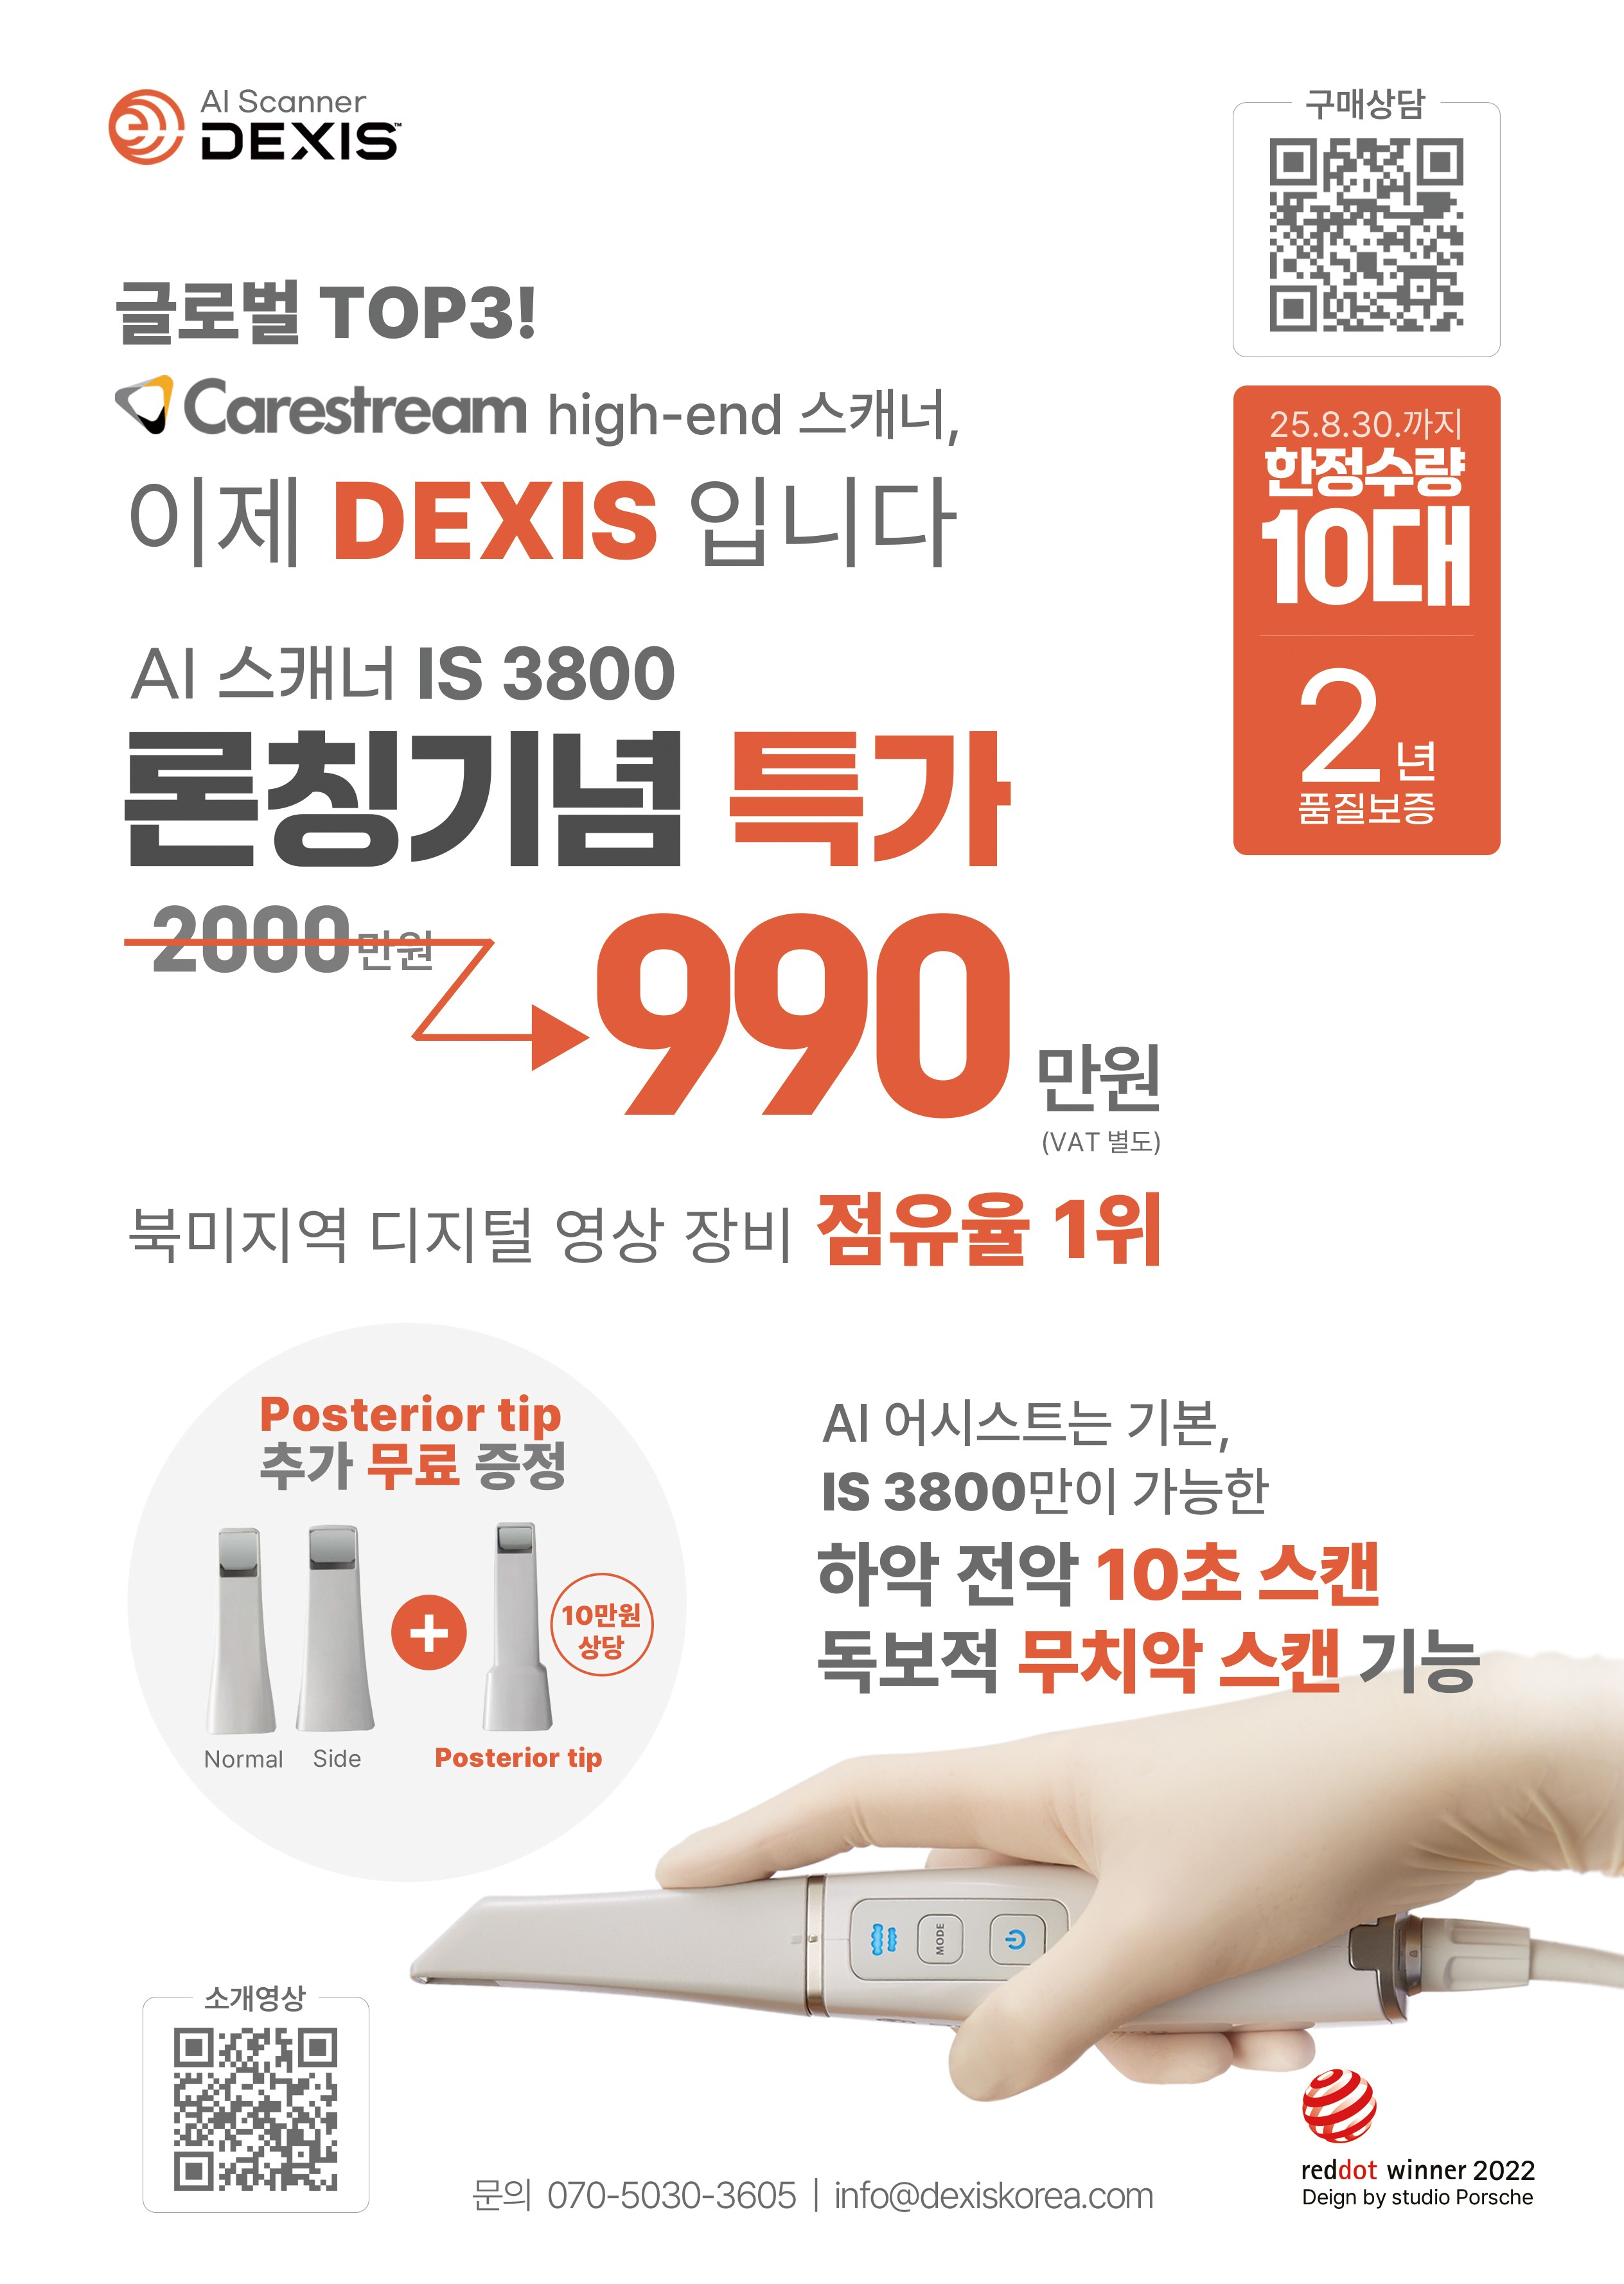 AI Scanner
DEXIS™
구매상담
글로벌 TOP3!
Carestream high-end 스캐너,
이제 DEXIS 입니다
25.8.30.까지
한정수량
10대
2년
품질보증
AI 스캐너 IS 3800
론칭기념 특가
2000만원
990만원
(VAT 별도)
북미지역 디지털 영상 장비 점유율 1위
Posterior tip
추가 무료 증정
10만원
상당
Normal
Side
Posterior tip
AI 어시스트는 기본,
IS 3800만이 가능한
하악 전악 10초 스캔
독보적 무치악 스캔 기능
MODE
소개영상
문의 070-5030-3605 | info@dexiskorea.com
reddot winner 2022
Deign by studio Porsche